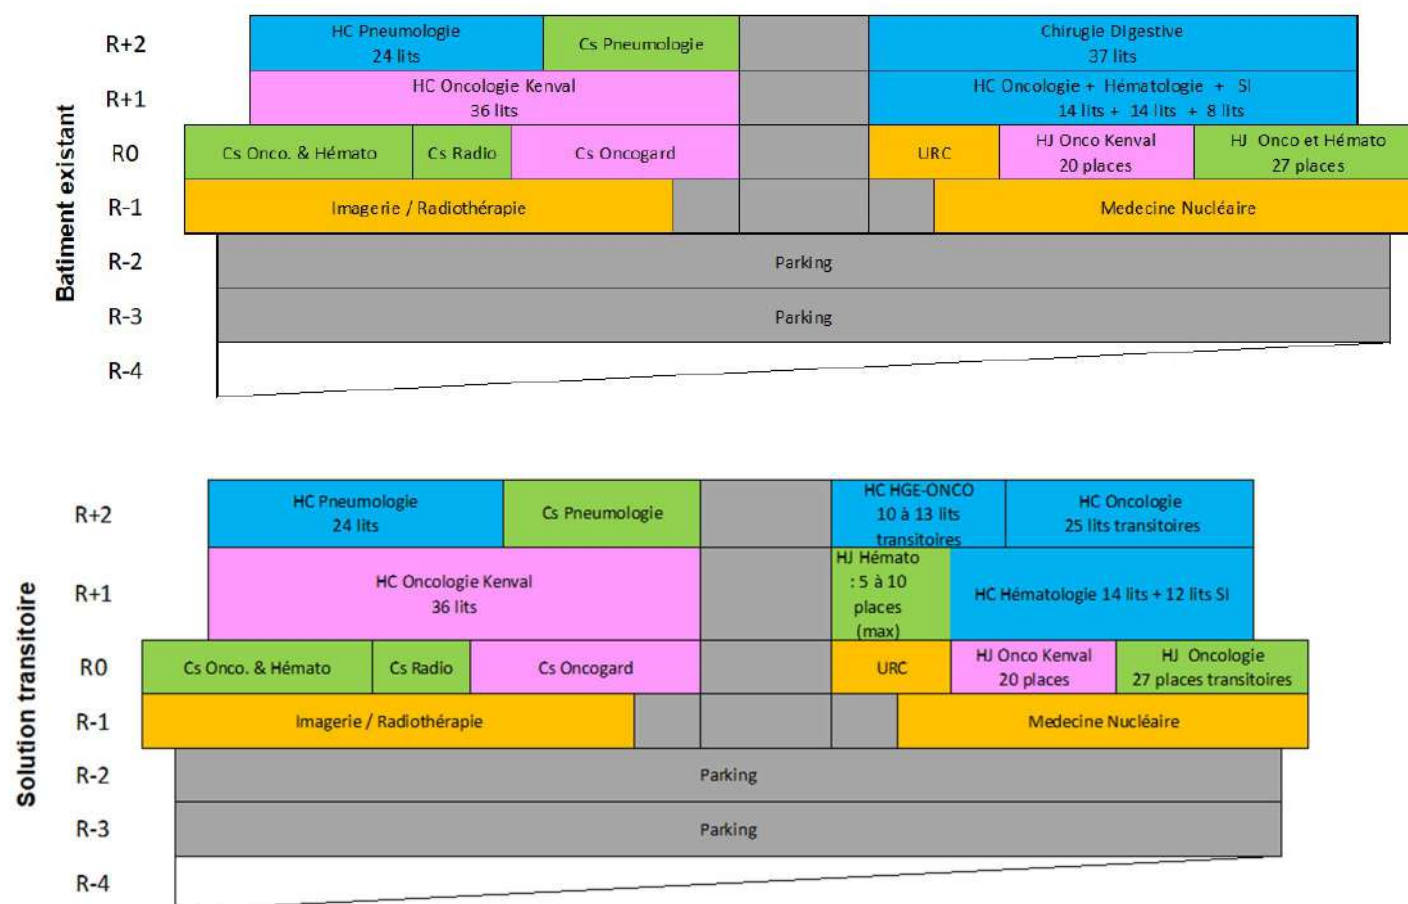 R+2
HC Pneumologie
24 lits
Cs Pneumologie
Chirugie Digestive
37 lits
R+1
HC Oncologie Kenval
36 lits
HC Oncologie + Hématologie + SI
14 lits + 14 lits + 8 lits
Batiment existant
R0
Cs Onco. & Hémato
Cs Radio
Cs Oncogard
URC
HJ Onco Kenval
20 places
HJ Onco et Hémato
27 places
R-1
Imagerie / Radiothérapie
Medecine Nucléaire
R-2
Parking
R-3
Parking
R-4
R+2
HC Pneumologie
24 lits
Cs Pneumologie
HC HGE-ONCO
10 à 13 lits
transitoires
HC Oncologie
25 lits transitoires
R+1
HC Oncologie Kenval
36 lits
HJ Hémato
: 5 à 10
places
(max)
HC Hématologie 14 lits + 12 lits SI
Solution transitoire
R0
Cs Onco. & Hémato
Cs Radio
Cs Oncogard
URC
HJ Onco Kenval
20 places
HJ Oncologie
27 places transitoires
R-1
Imagerie / Radiothérapie
Medecine Nucléaire
R-2
Parking
R-3
Parking
R-4